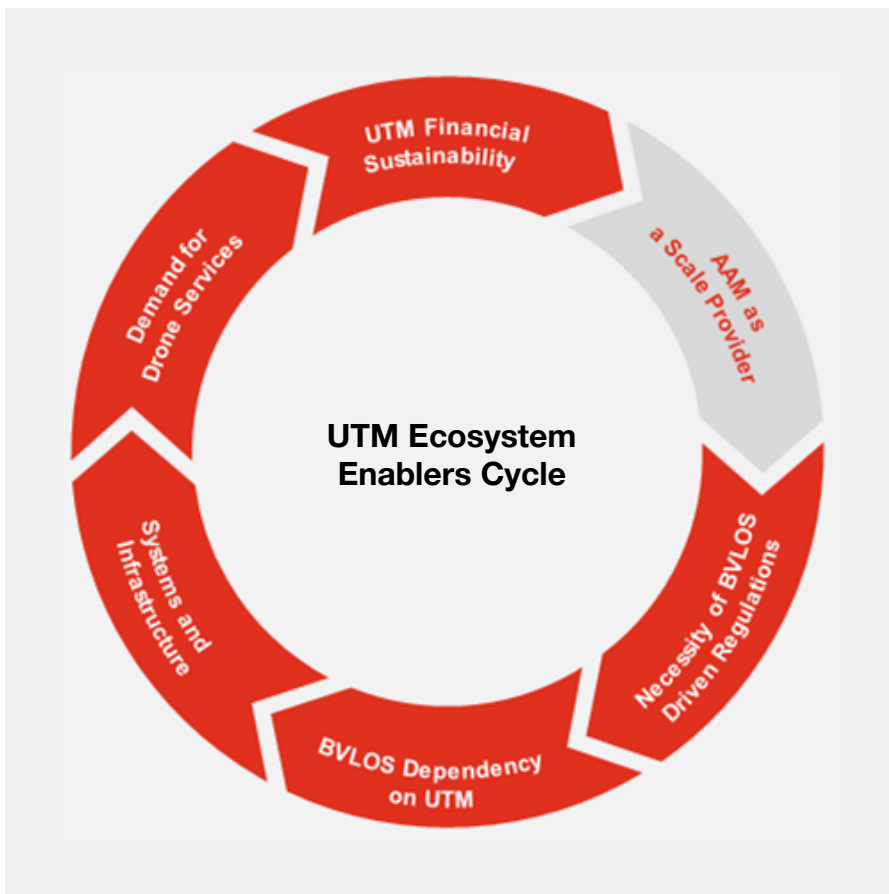 UTM Financial
Sustainability
AAM as
a Scale Provider
Necessity of BVLOS
Driven Regulations
BVLOS Dependency
on UTM
Systems and
Infrastructure
Demand for
Drone Services
UTM Ecosystem
Enablers Cycle